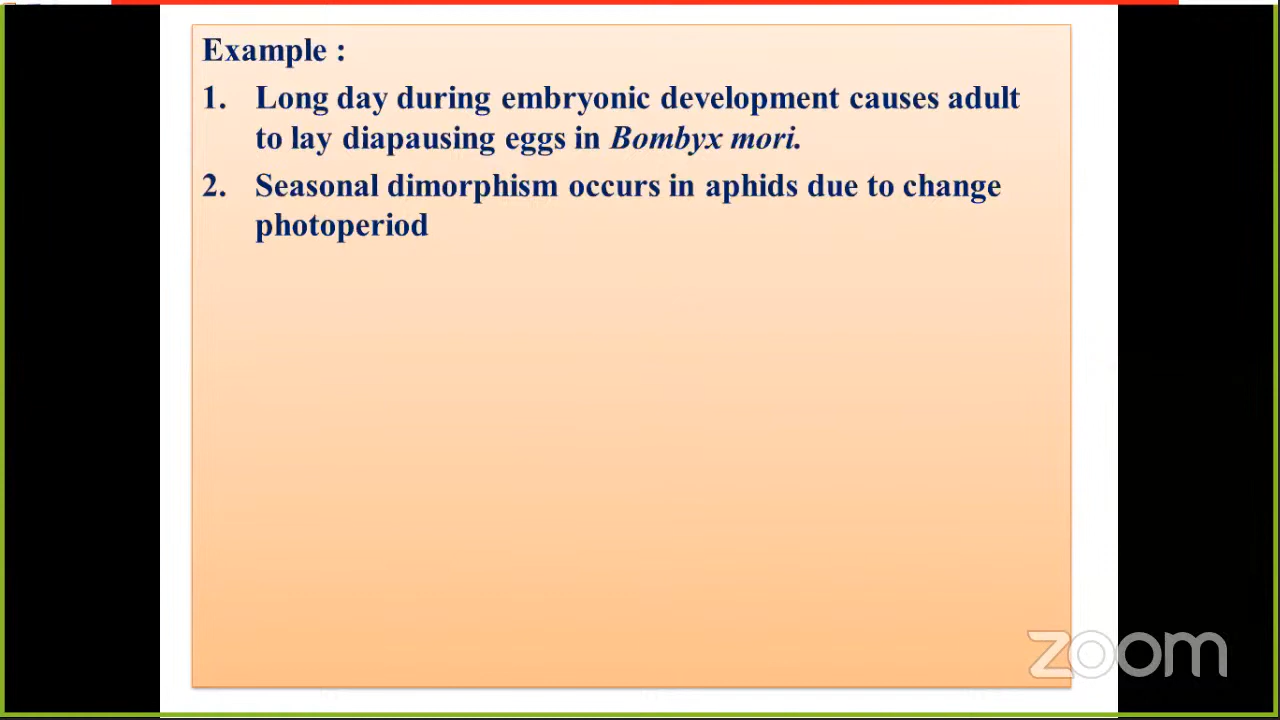 Example :
1. Long day during embryonic development causes adult
to lay diapausing eggs in Bombyx mori.
2. Seasonal dimorphism occurs in aphids due to change
photoperiod
zoom